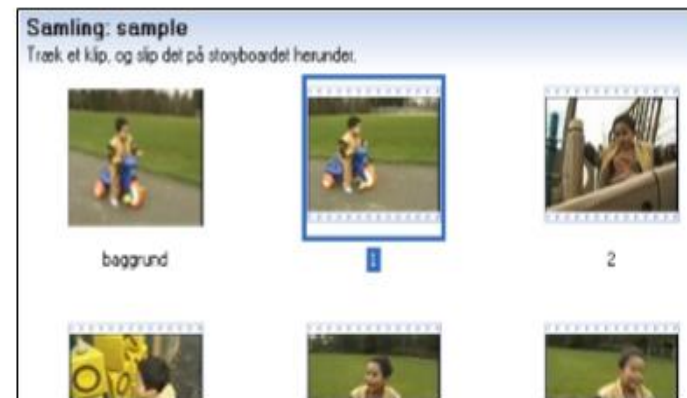 Samling: sample
Træk et klip, og slip det på storyboardet herunder.
baggrund
1
2